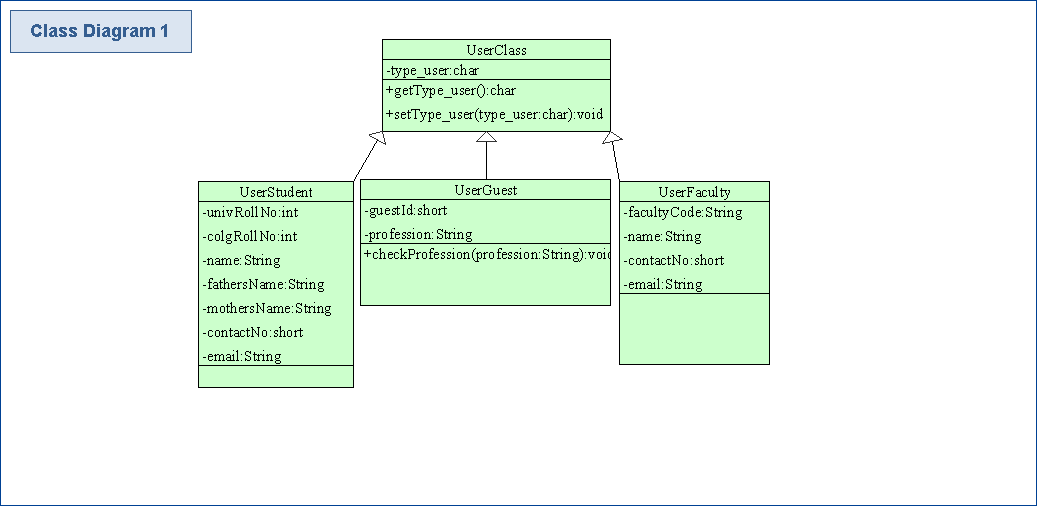 Class Diagram 1
UserClass
-type_user:char
+getType_user():char
+setType_user(type_user:char):void
UserStudent
-univRollNo:int
-colgRollNo:int
-name:String
-fathersName:String
-mothersName:String
-contactNo:short
-email:String
UserGuest
-guestId:short
-profession:String
+checkProfession(profession:String):void
UserFaculty
-facultyCode:String
-name:String
-contactNo:short
-email:String